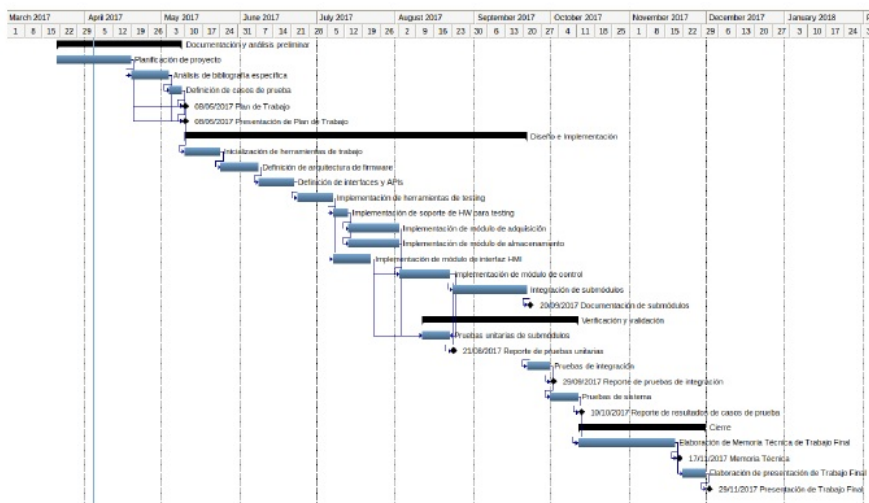 March 2017 April 2017 May 2017 June 2017 July 2017 August 2017 September 2017 October 2017 November 2017 December 2017 January 2018
1 8 15 22 29 5 12 19 26 3 10 17 24 31 7 14 21 28 5 12 19 26 2 9 16 23 30 6 13 20 27 4 11 18 25 1 8 15 22 29 6 13 20 27 3 10 17 24
Documentación y análisis preliminar
Planificación de proyecto
Análisis de bibliografía específica
Definición de casos de prueba
08/05/2017 Plan de Trabajo
08/05/2017 Presentación de Plan de Trabajo
Diseño e Implementación
Inicialización de herramientas de trabajo
Definición de arquitectura de firmware
Definición de interfaces y APIs
Implementación de herramientas de testing
Implementación de soporte de HW para testing
Implementación de módulo de adquisición
Implementación de módulo de almacenamiento
Implementación de módulo de interfaz HMI
Implementación de módulo de control
Integración de submódulos
20/09/2017 Documentación de submódulos
Verificación y validación
Pruebas unitarias de submódulos
21/08/2017 Reporte de pruebas unitarias
Pruebas de integración
29/09/2017 Reporte de pruebas de integración
Pruebas de sistema
10/10/2017 Reporte de resultados de casos de prueba
Cierre
Elaboración de Memoria Técnica de Trabajo Final
17/11/2017 Memoria Técnica
Elaboración de presentación de Trabajo Final
29/11/2017 Presentación de Trabajo Final